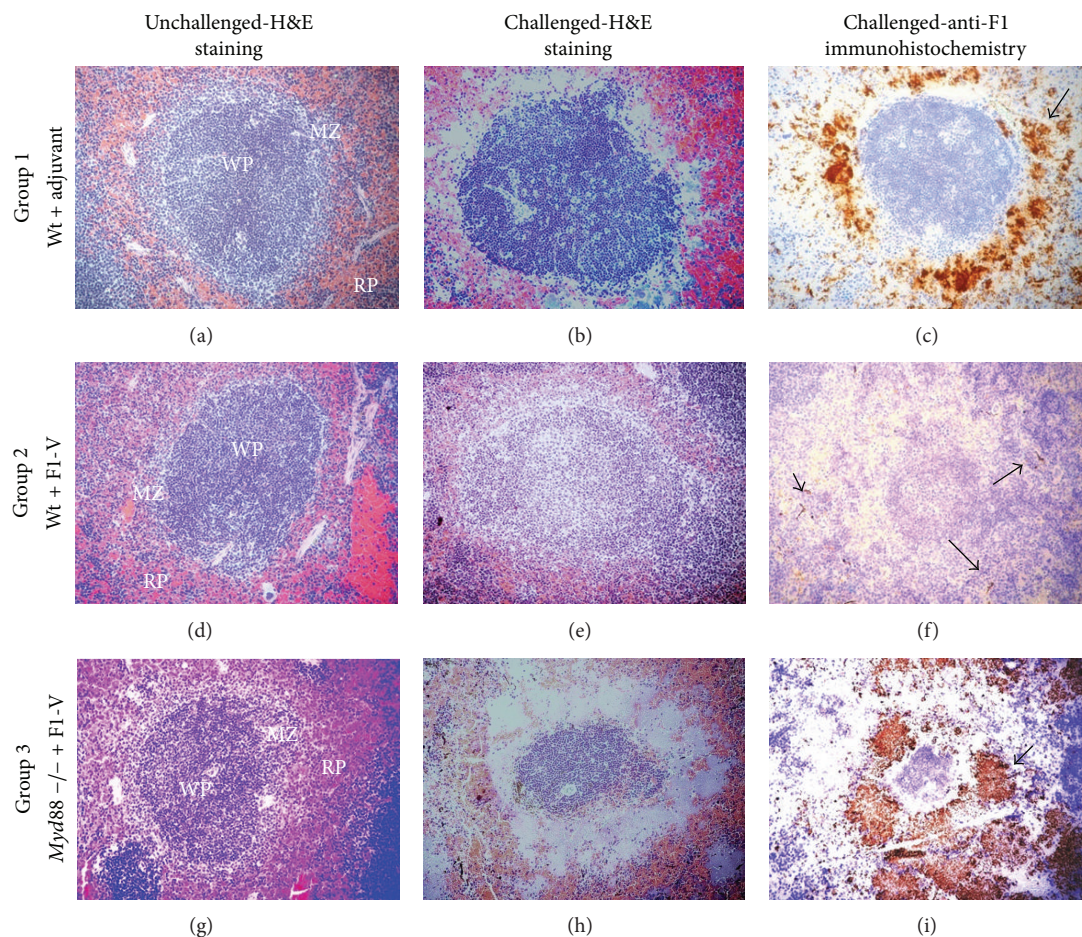 Unchallenged-H&E
staining
Challenged-H&E
staining
Challenged-anti-F1
immunohistochemistry
Group 1
Wt + adjuvant
MZ
WP
RP
(a)
(b)
(c)
Group 2
Wt + F1-V
WP
MZ
RP
(d)
(e)
(f)
Group 3
Myd88 −/− + F1-V
MZ
RP
WP
(g)
(h)
(i)